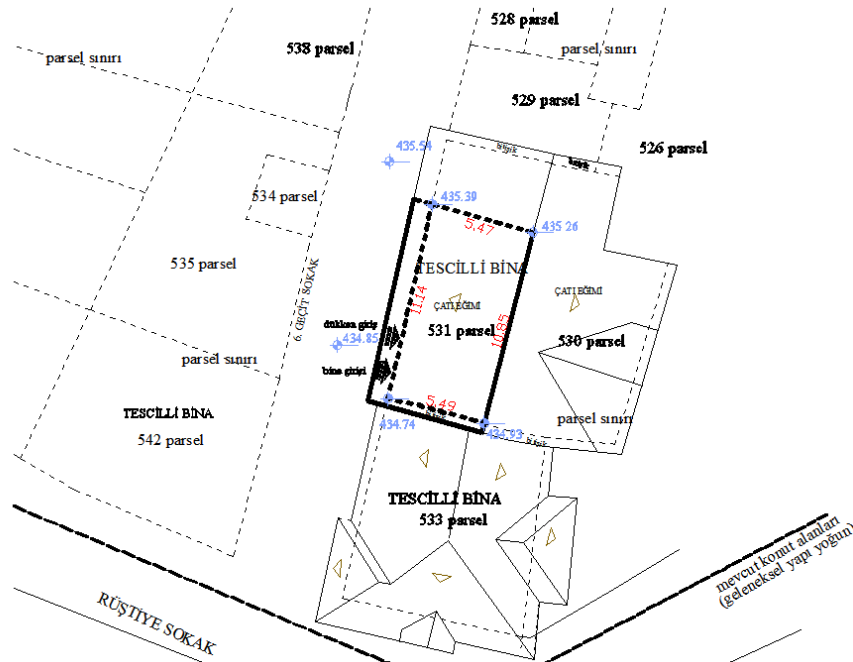 528 parsel
538 parsel
parsel sınırı
parsel sınırı
529 parsel
526 parsel
bitişik
bitişik
435.54
534 parsel
435.39
5.47
435 26
535 parsel
TESCİLLİ BİNA
6. GEÇİT SOKAK
11.14
ÇATI EĞİMİ
ÇATI EĞİMİ
10.85
dükkan giriş
434.85
531 parsel
530 parsel
parsel sınırı
bina girişi
TESCİLLİ BİNA
542 parsel
5.49
434.74
434.93
bitişik
parsel sınırı
TESCİLLİ BİNA
533 parsel
RÜŞTİYE SOKAK
mevcut konut alanları
(geleneksel yapı yoğun)